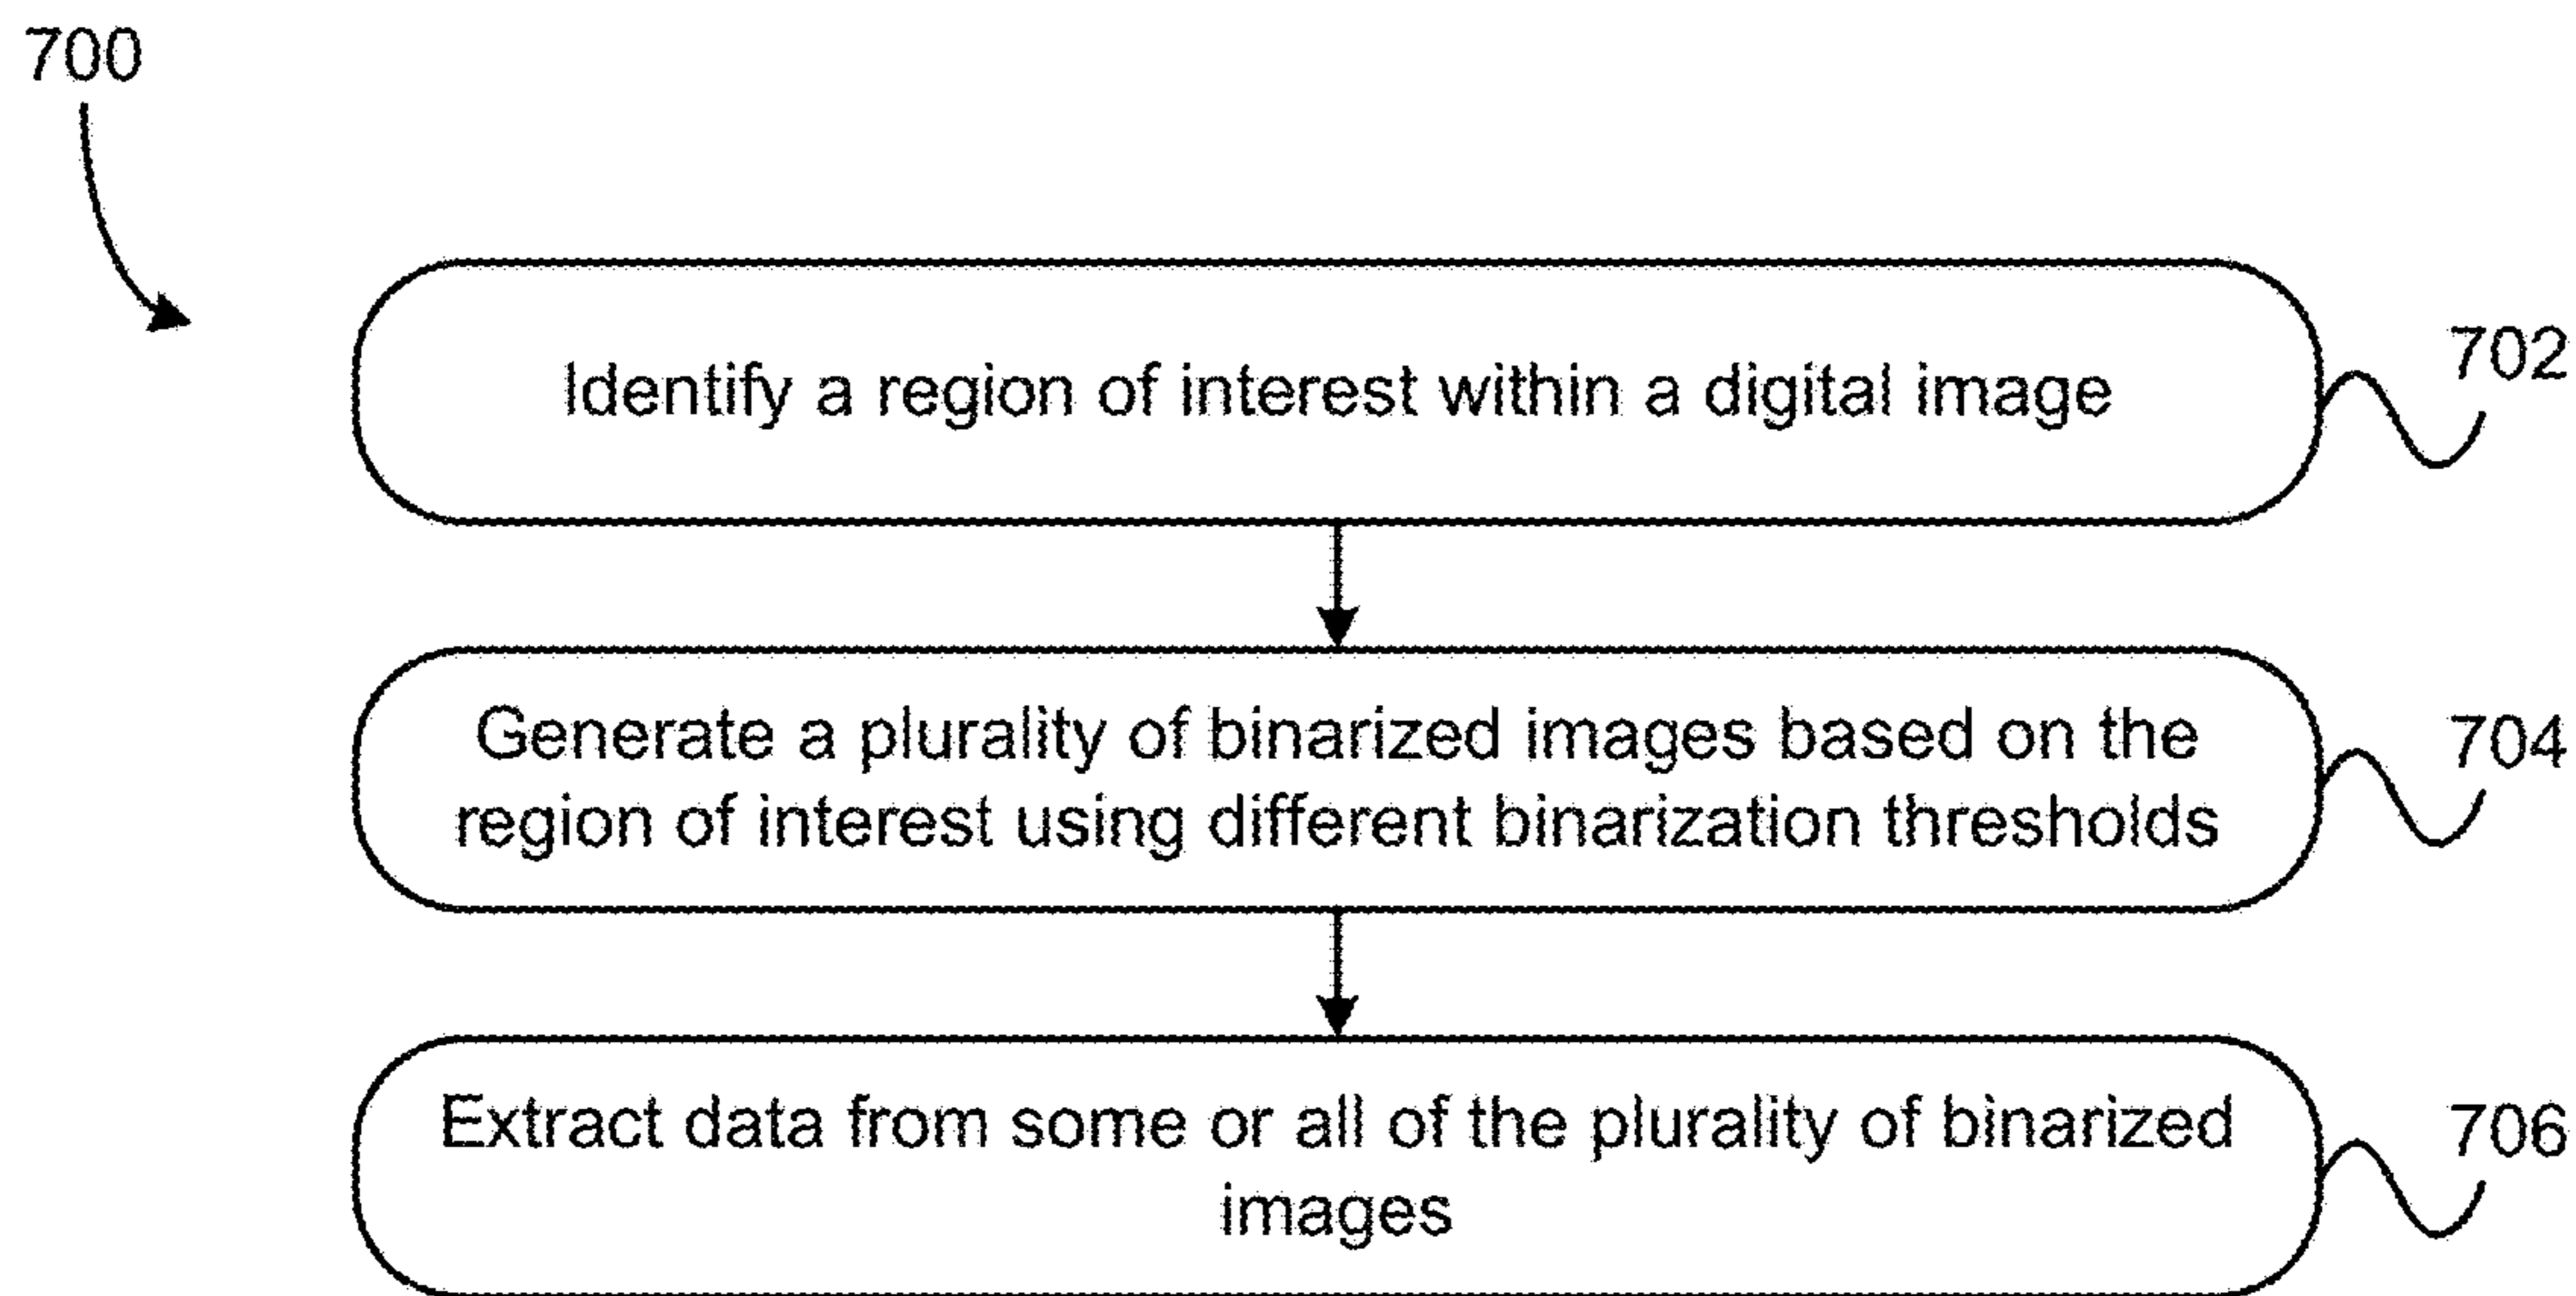 700
Identify a region of interest within a digital image
702
Generate a plurality of binarized images based on the
region of interest using different binarization thresholds
704
Extract data from some or all of the plurality of binarized
images
706